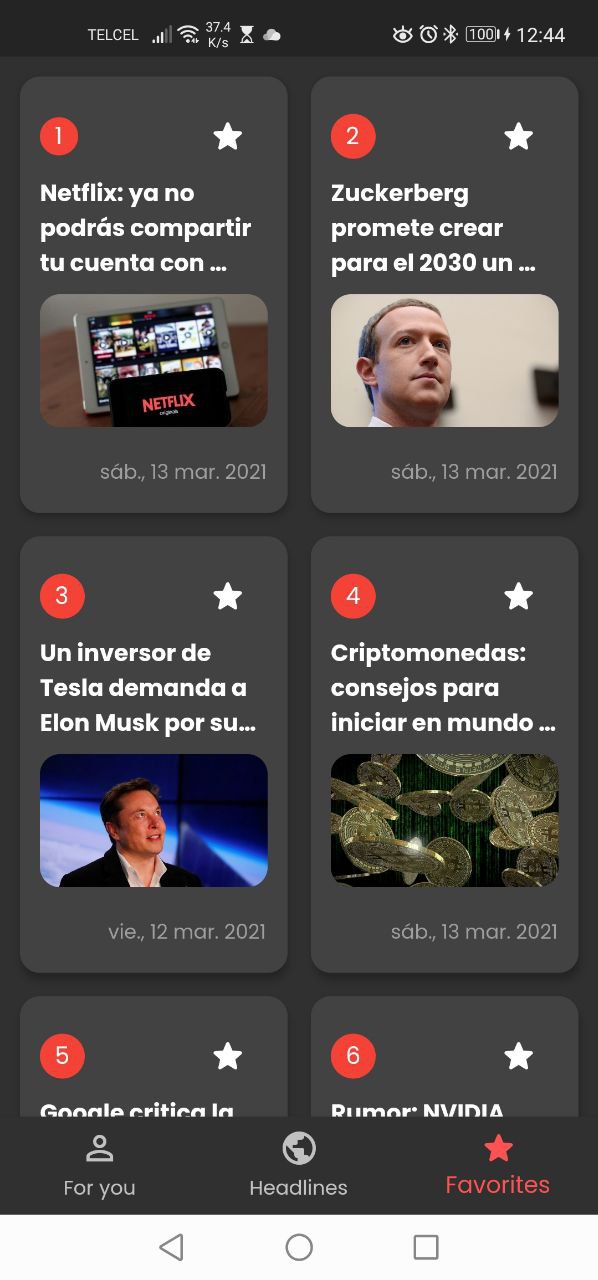 TELCEL 37.4 K/s 100 12:44
1
Netflix: ya no
podrás compartir
tu cuenta con ...
NETFLIX
originals
sáb., 13 mar. 2021
2
Zuckerberg
promete crear
para el 2030 un ...
sáb., 13 mar. 2021
3
Un inversor de
Tesla demanda a
Elon Musk por su...
vie., 12 mar. 2021
4
Criptomonedas:
consejos para
iniciar en mundo ...
sáb., 13 mar. 2021
5
Google critica la
6
Rumor: NVIDIA
For you
Headlines
Favorites